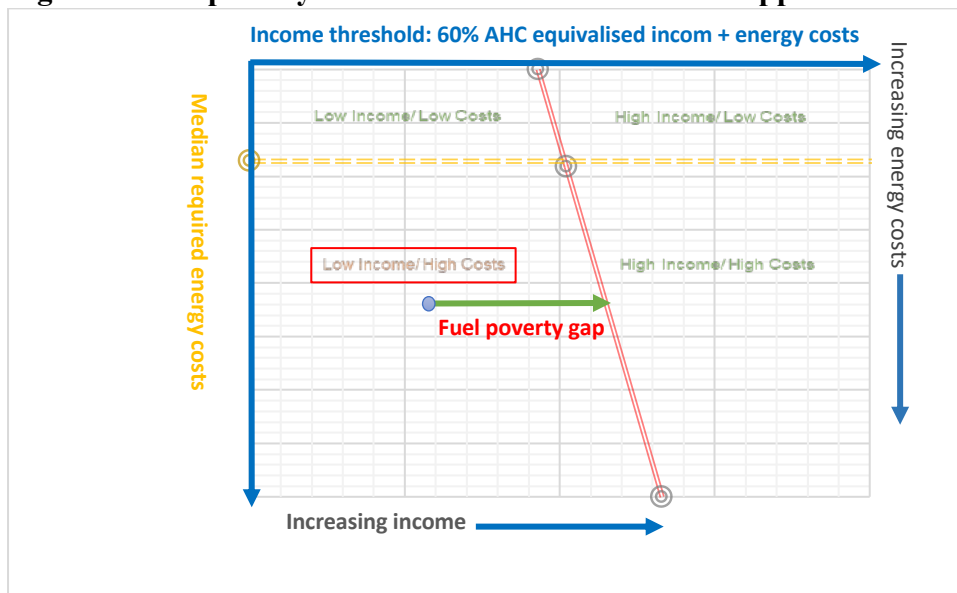 Income threshold: 60% AHC equivalised incom + energy costs
Increasing energy costs
Median required energy costs
Low Income/Low Costs
High Income/Low Costs
Low Income/High Costs
High Income/High Costs
Fuel poverty gap
Increasing income